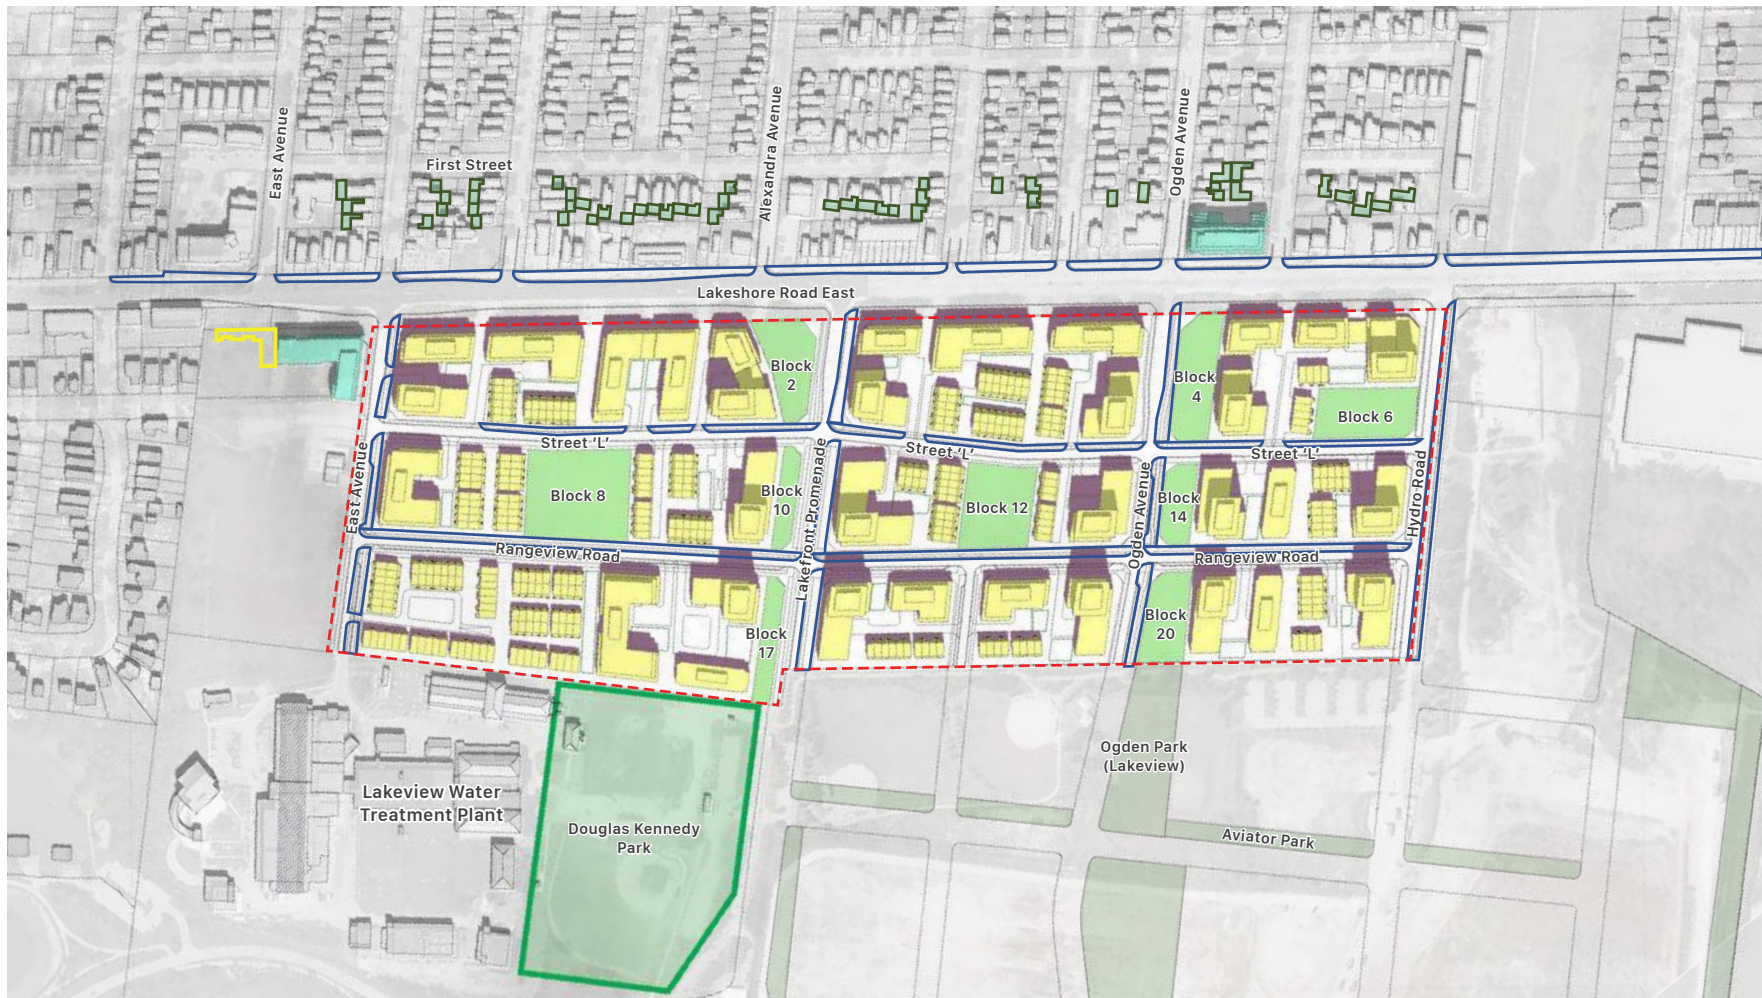 East Avenue
First Street
Alexandra Avenue
Ogden Avenue
Lakeshore Road East
Block
2
Block
4
Block 6
Street ‘L’
Street ‘L’
Street ‘L’
East Avenue
Block 8
Block
10
Lakefront Promenade
Block 12
Ogden Avenue
Block
14
Hydro Road
Rangeview Road
Rangeview Road
Block
17
Block
20
Lakeview Water
Treatment Plant
Douglas Kennedy
Park
Ogden Park
(Lakeview)
Aviator Park